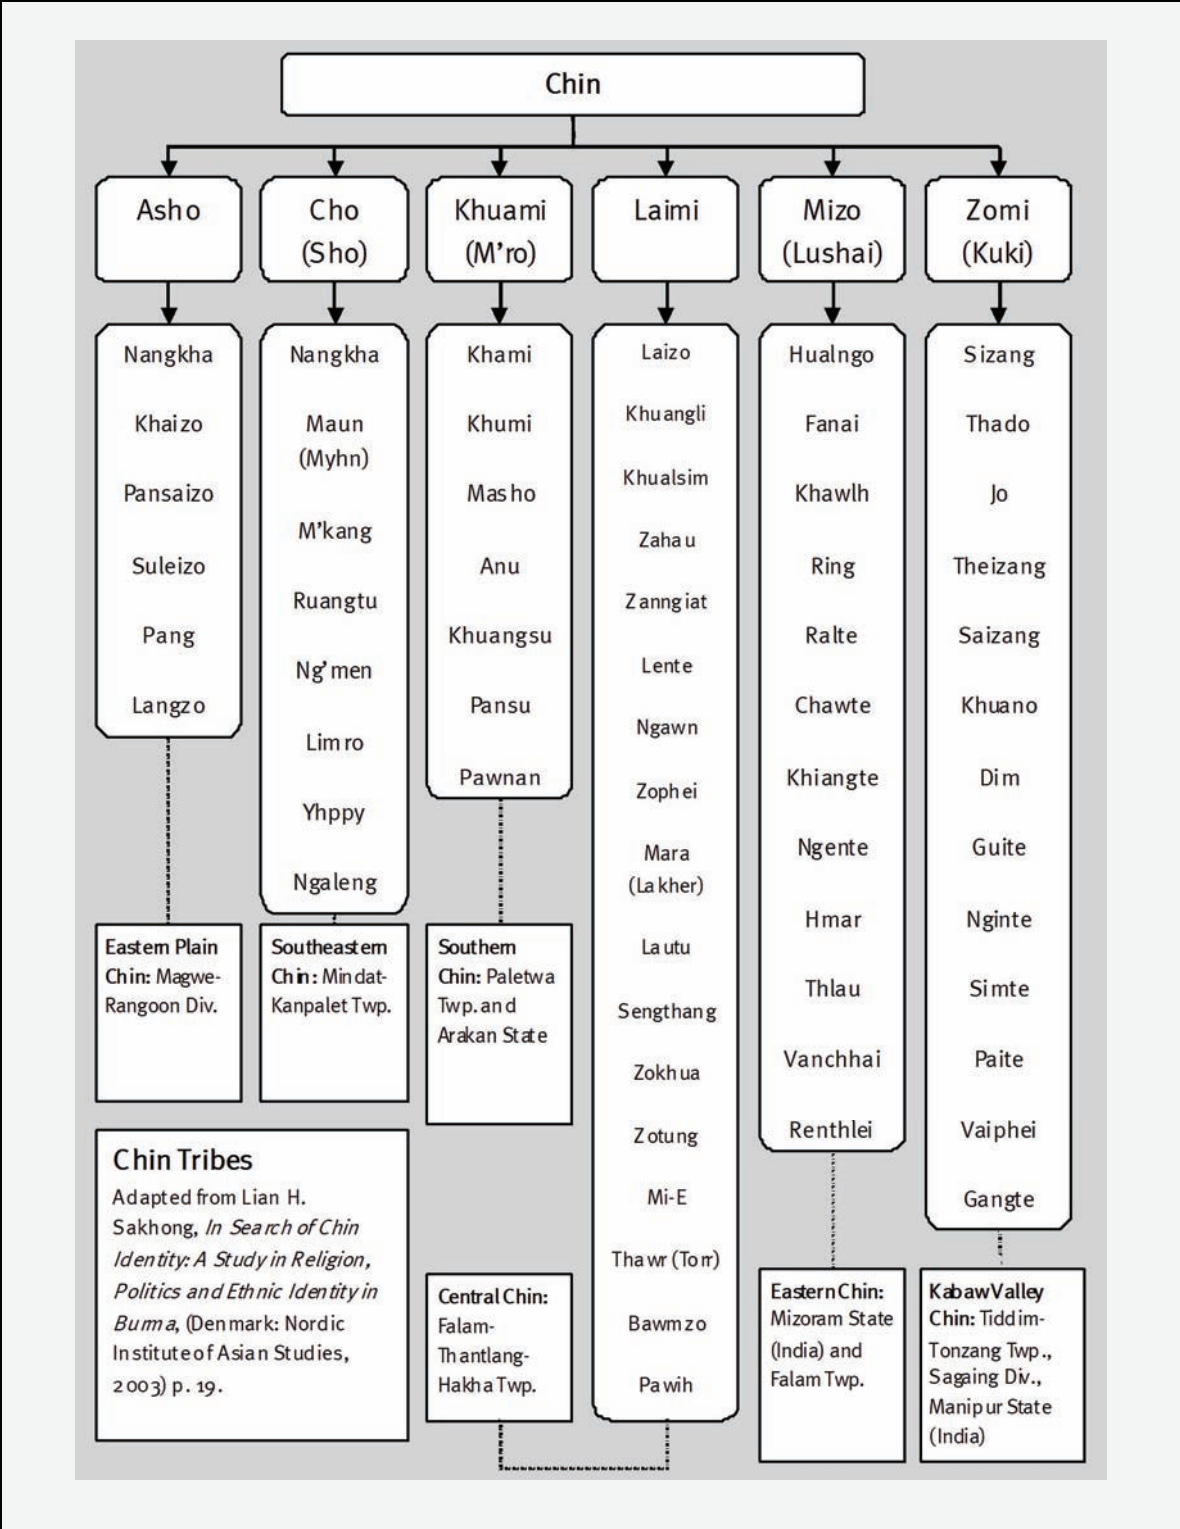 Chin
Asho
Cho
(Sho)
Khuami
(M’ro)
Laimi
Mizo
(Lushai)
Zomi
(Kuki)
Nangkha
Khaizo
Pansaizo
Suleizo
Pang
Langzo
Nangkha
Maun
(Myhn)
M’kang
Ruangtu
Ng’men
Limro
Yhppy
Ngaleng
Khami
Khumi
Masho
Anu
Khuangsu
Pansu
Pawnan
Laizo
Khuangli
Khualsim
Zahau
Zanngiat
Lente
Ngawn
Zophei
Mara
(Lakher)
Lautu
Sengthang
Zokhua
Zotung
Mi-E
Thawr (Torr)
Bawmzo
Pawih
Hualngo
Fanai
Khawlh
Ring
Ralte
Chawte
Khiangte
Ngente
Hmar
Thlau
Vanchhai
Renthlei
Sizang
Thado
Jo
Theizang
Saizang
Khuano
Dim
Guite
Nginte
Simte
Paite
Vaiphei
Gangte
Eastern Plain
Chin: Magwe-
Rangoon Div.
Southeastern
Chin: Mindat-
Kanpalet Twp.
Southern
Chin: Paletwa
Twp. and
Arakan State
Central Chin:
Falam-
Thantlang-
Hakha Twp.
Eastern Chin:
Mizoram State
(India) and
Falam Twp.
Kabaw Valley
Chin: Tiddim-
Tonzang Twp.,
Sagaing Div.,
Manipur State
(India)
Chin Tribes
Adapted from Lian H.
Sakhong, In Search of Chin
Identity: A Study in Religion,
Politics and Ethnic Identity in
Burma, (Denmark: Nordic
Institute of Asian Studies,
2003) p. 19.